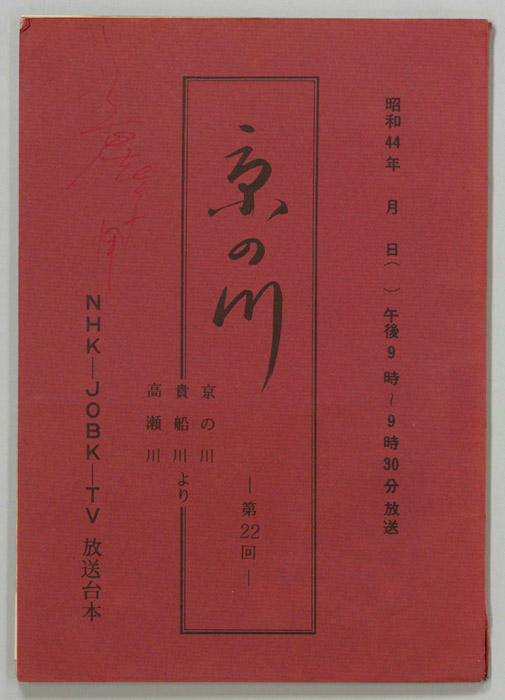 昭和44年　月　日（　）午後9時～9時30分放送
京の川
―第22回―
京の川
貴船川より
高瀬川
NHK―JOBK―TV 放送台本